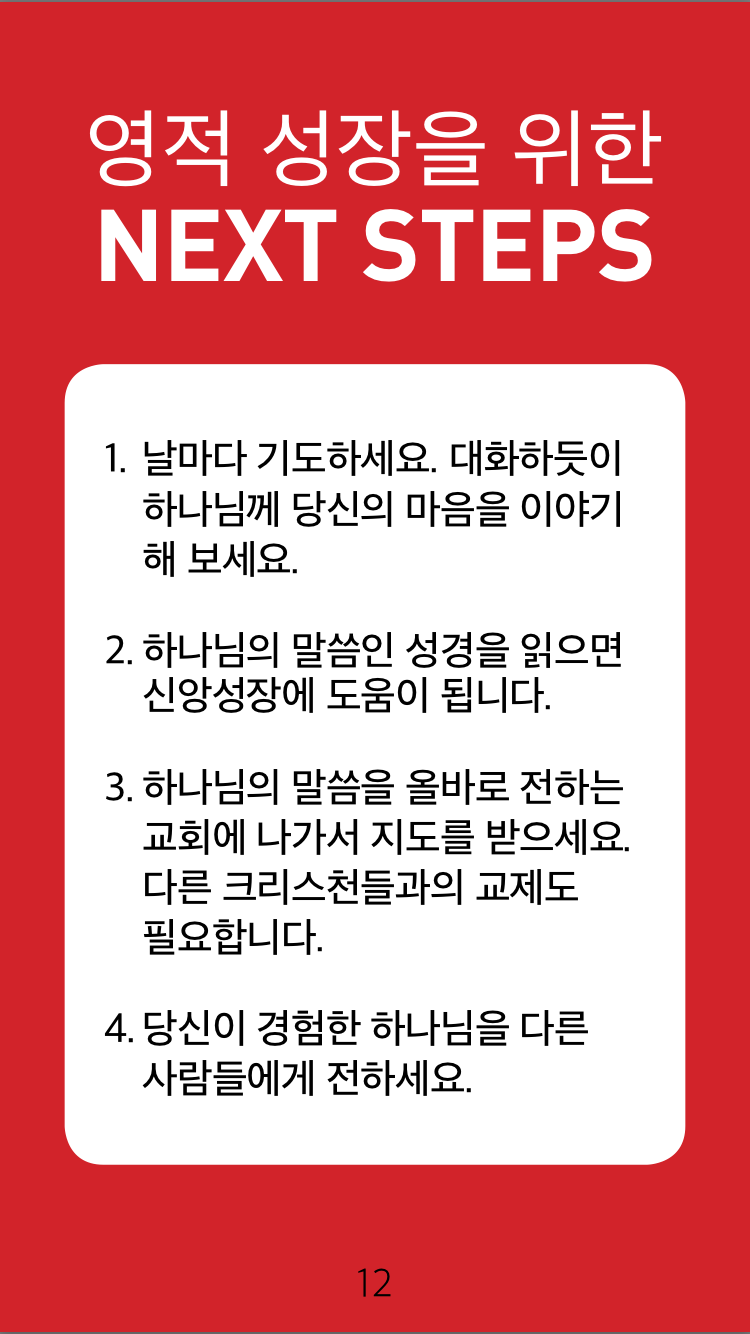 영적 성장을 위한
NEXT STEPS
1. 날마다 기도하세요. 대화하듯이
하나님께 당신의 마음을 이야기
해 보세요.
2. 하나님의 말씀인 성경을 읽으면
신앙성장에 도움이 됩니다.
3. 하나님의 말씀을 올바로 전하는
교회에 나가서 지도를 받으세요.
다른 크리스천들과의 교제도
필요합니다.
4. 당신이 경험한 하나님을 다른
사람들에게 전하세요.
12